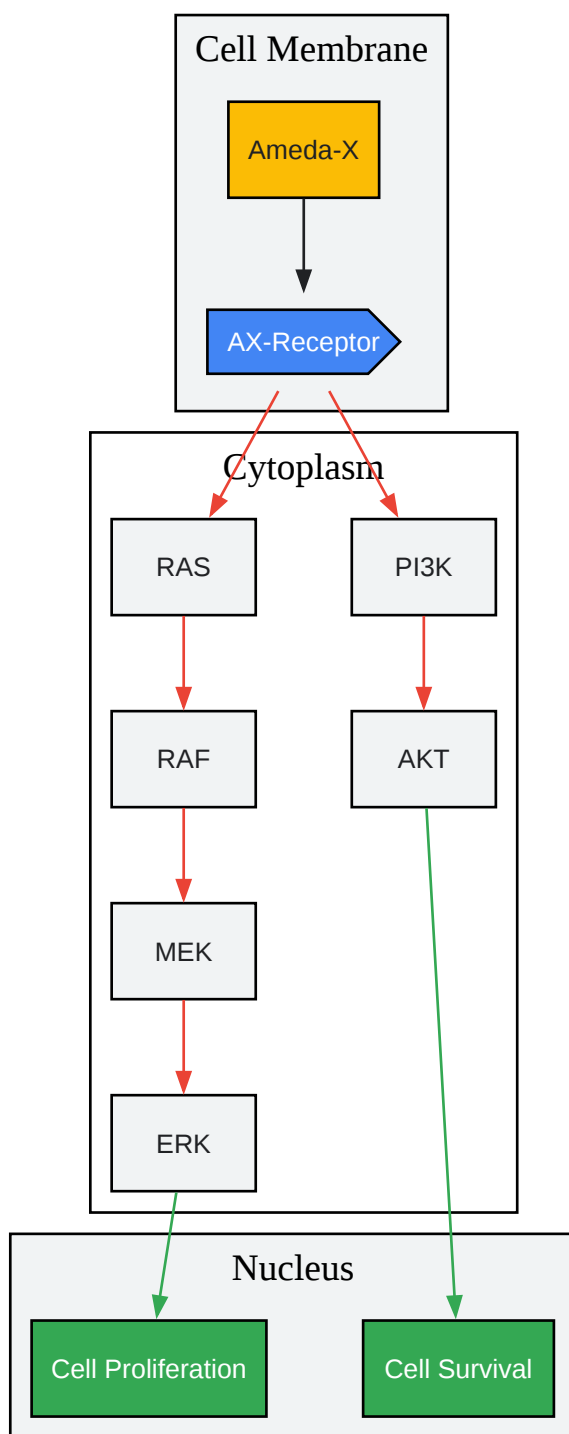 Cell Membrane
Ameda-X
AX-Receptor
Cytoplasm
RAS
PI3K
RAF
AKT
MEK
ERK
Nucleus
Cell Proliferation
Cell Survival